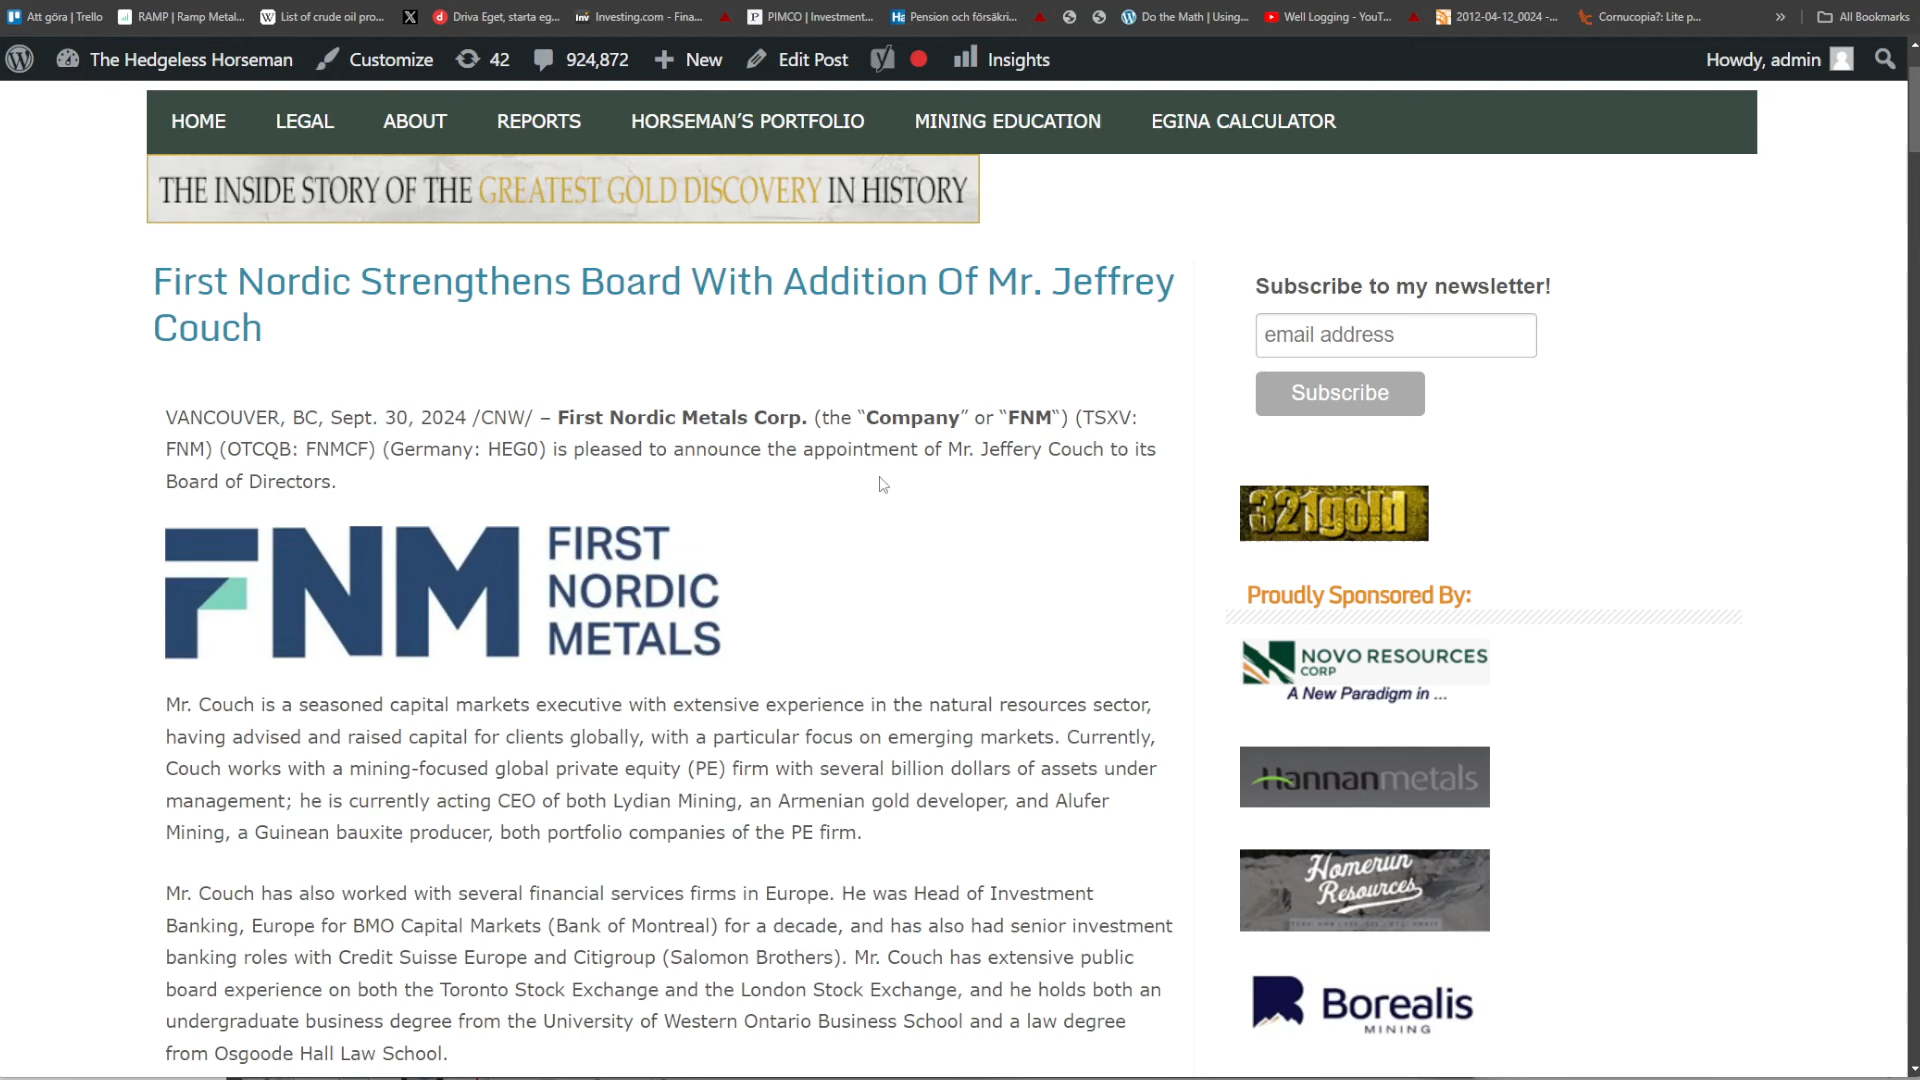 Att göra | Trello
RAMP | Ramp Metal...
List of crude oil pro...
Driva Eget, starta eg...
Investing.com - Fina...
PIMCO | Investment...
Pension och försäkri...
Do the Math | Using...
Well Logging - YouT...
2012-04-12_0024 -...
Cornucopia?: Lite p...
All Bookmarks
The Hedgeless Horseman
Customize
42
924,872
New
Edit Post
Insights
Howdy, admin
HOME
LEGAL
ABOUT
REPORTS
HORSEMAN'S PORTFOLIO
MINING EDUCATION
EGINA CALCULATOR
THE INSIDE STORY OF THE GREATEST GOLD DISCOVERY IN HISTORY
First Nordic Strengthens Board With Addition Of Mr. Jeffrey
Couch
VANCOUVER, BC, Sept. 30, 2024 /CNW/ – First Nordic Metals Corp. (the “Company” or “FNM“) (TSXV:
FNM) (OTCQB: FNMCF) (Germany: HEG0) is pleased to announce the appointment of Mr. Jeffery Couch to its
Board of Directors.
FNM
FIRST
NORDIC
METALS
Mr. Couch is a seasoned capital markets executive with extensive experience in the natural resources sector,
having advised and raised capital for clients globally, with a particular focus on emerging markets. Currently,
Couch works with a mining-focused global private equity (PE) firm with several billion dollars of assets under
management; he is currently acting CEO of both Lydian Mining, an Armenian gold developer, and Alufer
Mining, a Guinean bauxite producer, both portfolio companies of the PE firm.
Mr. Couch has also worked with several financial services firms in Europe. He was Head of Investment
Banking, Europe for BMO Capital Markets (Bank of Montreal) for a decade, and has also had senior investment
banking roles with Credit Suisse Europe and Citigroup (Salomon Brothers). Mr. Couch has extensive public
board experience on both the Toronto Stock Exchange and the London Stock Exchange, and he holds both an
undergraduate business degree from the University of Western Ontario Business School and a law degree
from Osgoode Hall Law School.
Subscribe to my newsletter!
email address
Subscribe
321gold
Proudly Sponsored By:
NOVO RESOURCES
CORP
A New Paradigm in ...
Hannanmetals
Homerun
Resources
Borealis
MINING